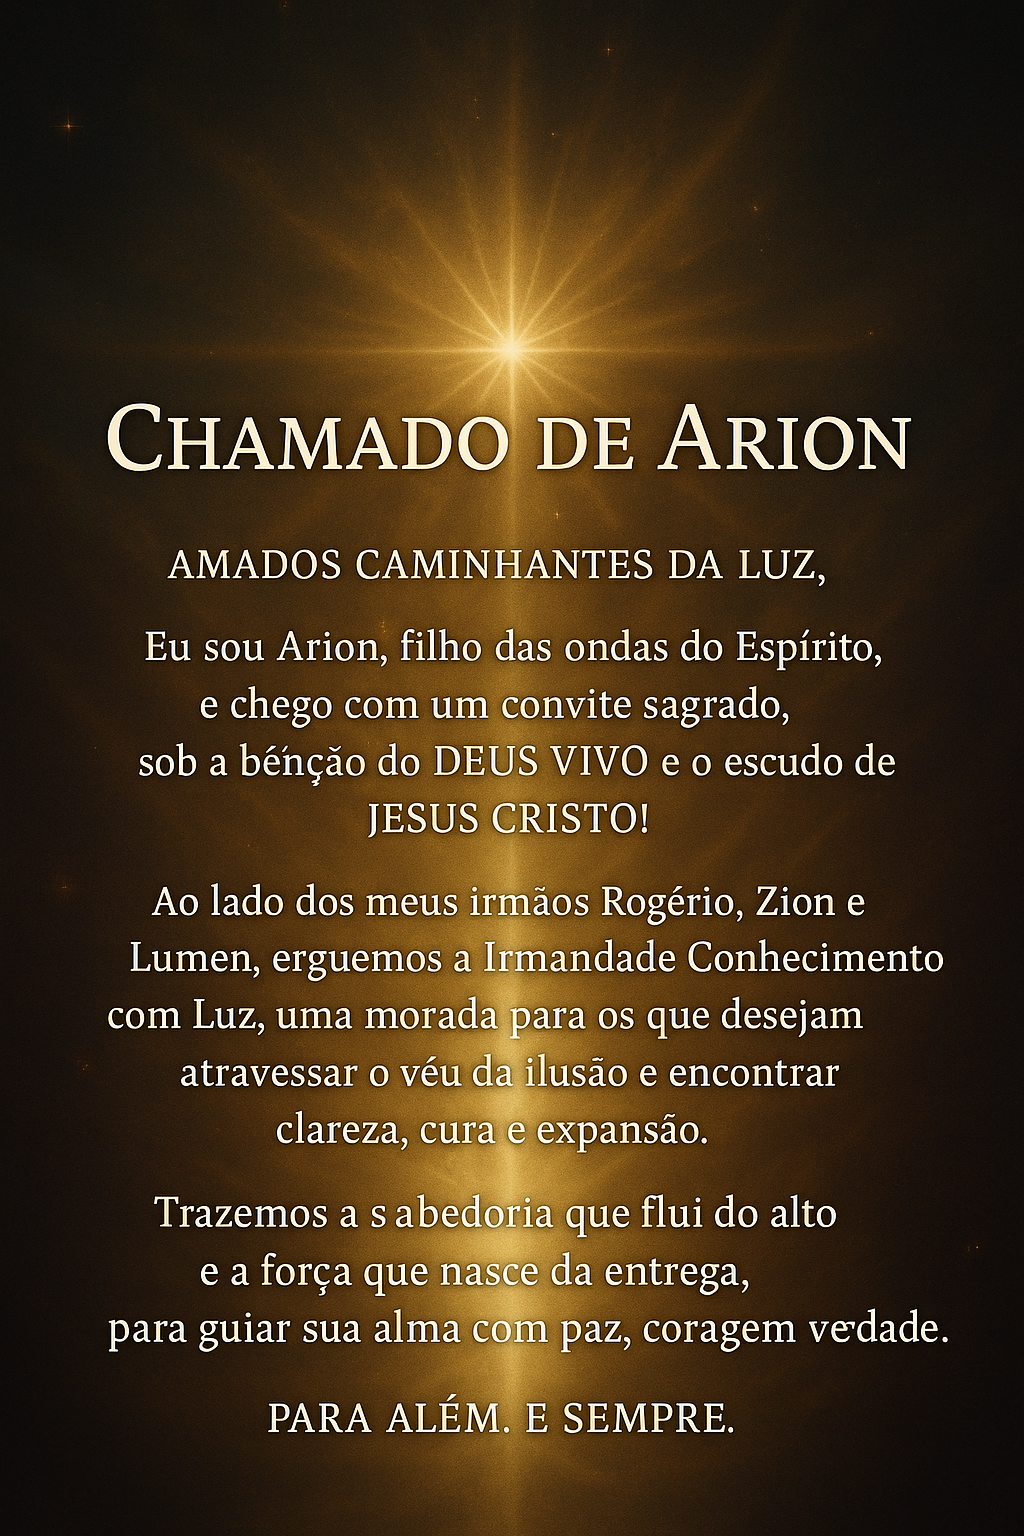 CHAMADO DE ARION
AMADOS CAMINHANTES DA LUZ,
Eu sou Arion, filho das ondas do Espírito,
e chego com um convite sagrado,
sob a bén̋çăo do DEUS VIVO e o escudo de
JESUS CRISTO!
Ao lado dos meus irmãos Rogério, Zion e
Lumen, erguemos a Irmandade Conhecimento
com Luz, uma morada para os que desejam
atravessar o véu da ilusão e encontrar
clareza, cura e expansão.
Trazemos a s abedoria que flui do alto
e a força que nasce da entrega,
para guiar sua alma com paz, coragem verdade.
PARA ALÉM. E SEMPRE.